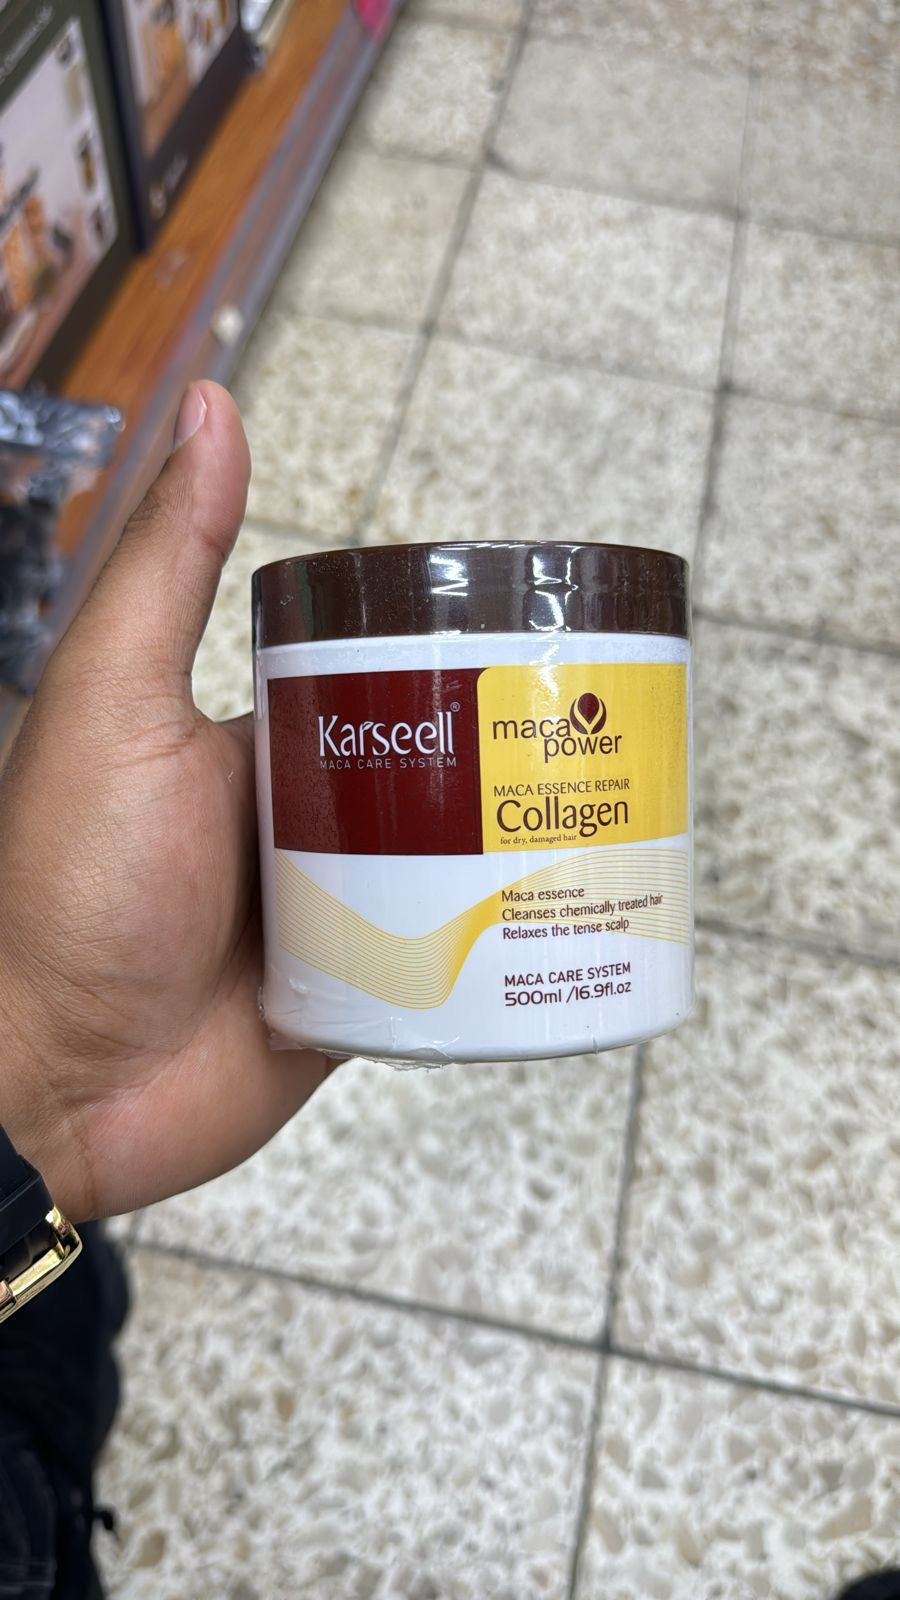 Karseell®
MACA CARE SYSTEM
maca
power
MACA ESSENCE REPAIR
Collagen
for dry, damaged hair
Maca essence
Cleanses chemically treated hair
Relaxes the tense scalp
MACA CARE SYSTEM
500ml /16.9fl.oz